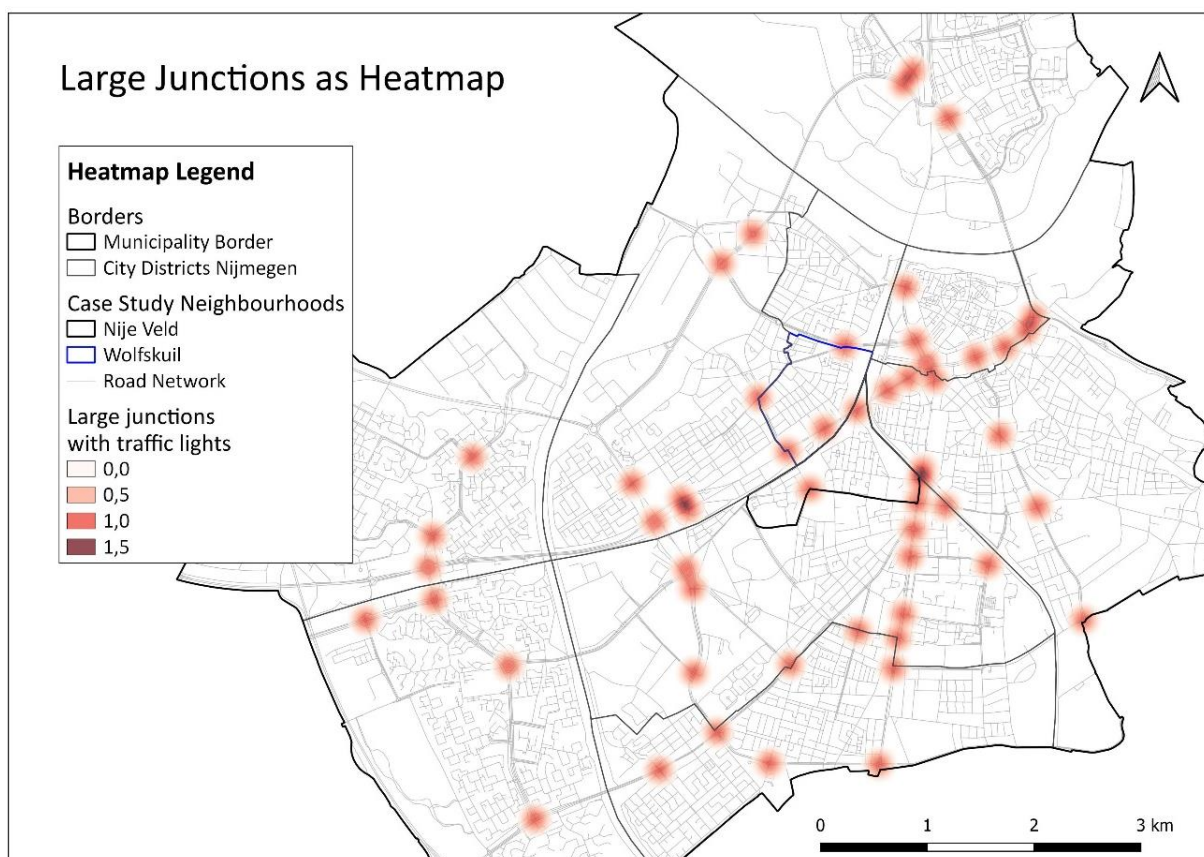 Large Junctions as Heatmap
Heatmap Legend
Borders
Municipality Border
City Districts Nijmegen
Case Study Neighbourhoods
Nije Veld
Wolfskuil
Road Network
Large junctions
with traffic lights
0,0
0,5
1,0
1,5
0 1 2 3 km